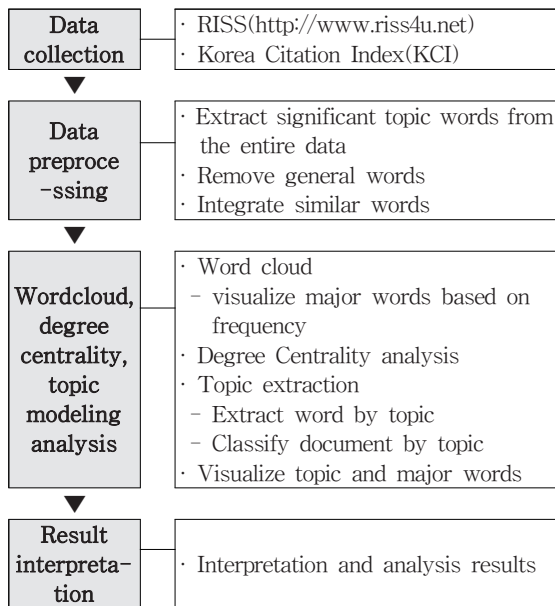 Data
collection
· RISS(http://www.riss4u.net)
· Korea Citation Index(KCI)
▼
Data
preproce
-ssing
· Extract significant topic words from
the entire data
· Remove general words
· Integrate similar words
▼
Wordcloud,
degree
centrality,
topic
modeling
analysis
· Word cloud
- visualize major words based on
frequency
· Degree Centrality analysis
· Topic extraction
- Extract word by topic
- Classify document by topic
· Visualize topic and major words
▼
Result
interpreta-
tion
· Interpretation and analysis results